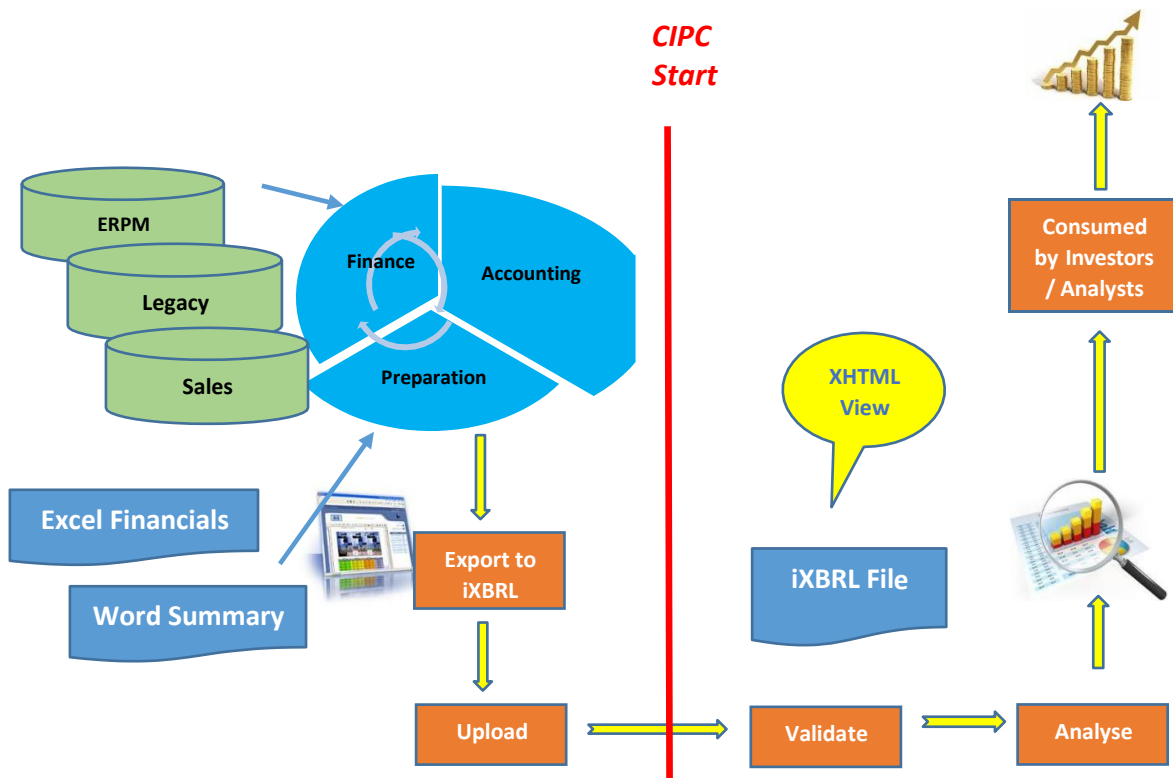 CIPC
Start
ERPM
Legacy
Sales
Finance
Accounting
Preparation
Excel Financials
Word Summary
Export to
iXBRL
Upload
XHTML
View
iXBRL File
Validate
Analyse
Consumed
by Investors
/ Analysts